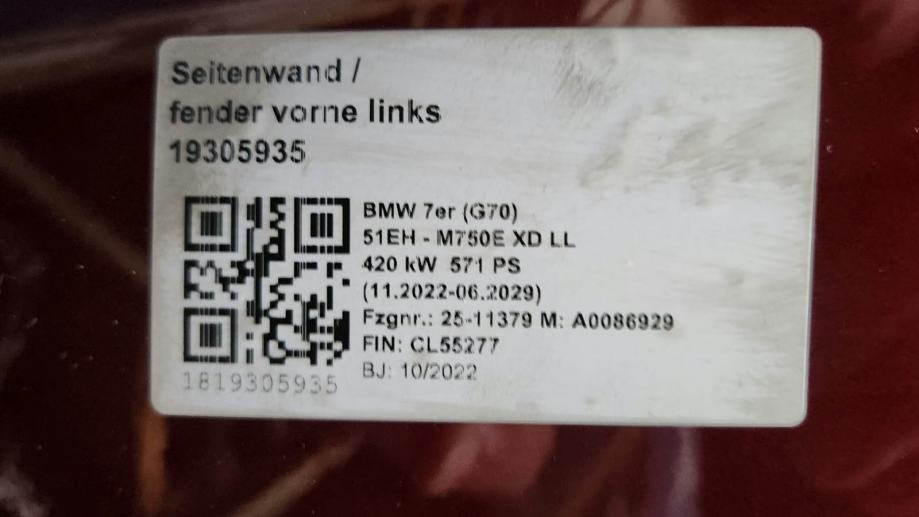 Seitenwand /
fender vorne links
19305935
BMW 7er (G70)
51EH - M750E XD LL
420 kW 571 PS
(11.2022-06.2029)
Fzgnr.: 25-11379 M: A0086929
FIN: CL55277
BJ: 10/2022
1819305935